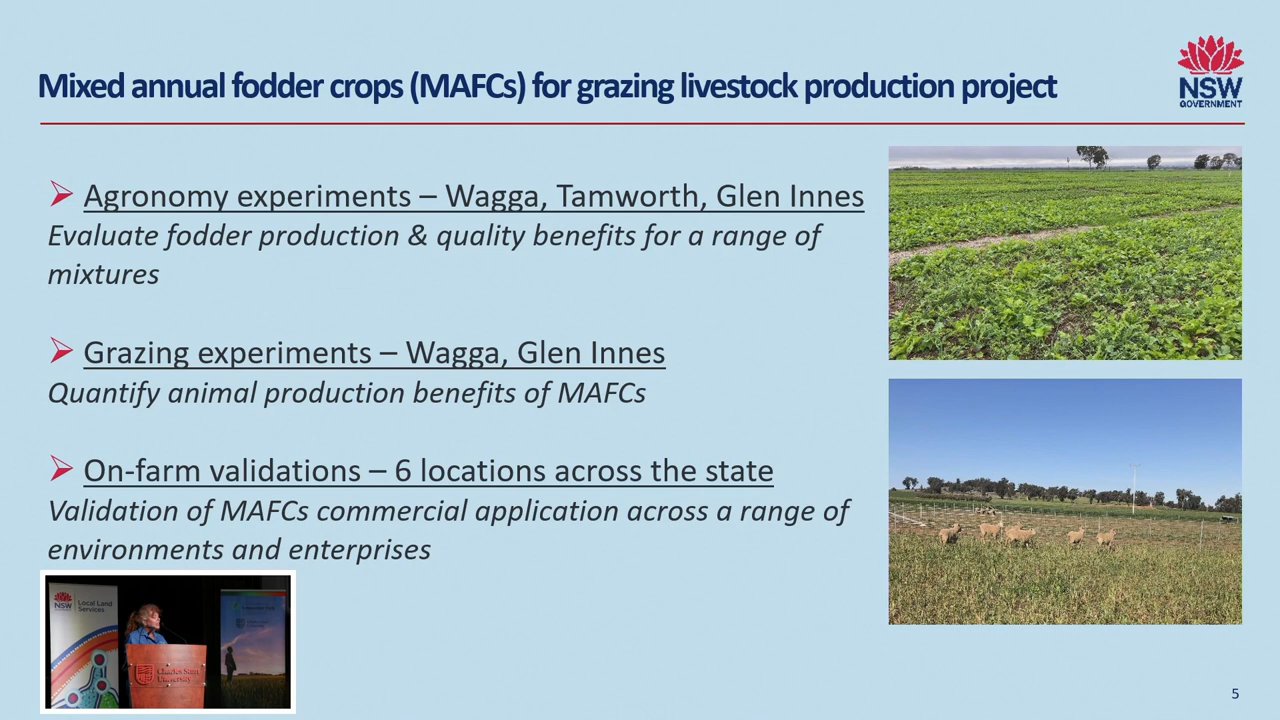 Mixed annual fodder crops (MAFCs) for grazing livestock production project
NSW
GOVERNMENT
Agronomy experiments – Wagga, Tamworth, Glen Innes
Evaluate fodder production & quality benefits for a range of
mixtures
Grazing experiments – Wagga, Glen Innes
Quantify animal production benefits of MAFCs
On-farm validations – 6 locations across the state
Validation of MAFCs commercial application across a range of
environments and enterprises
NSW
Local Land
Services
Charles Sturt
University
5